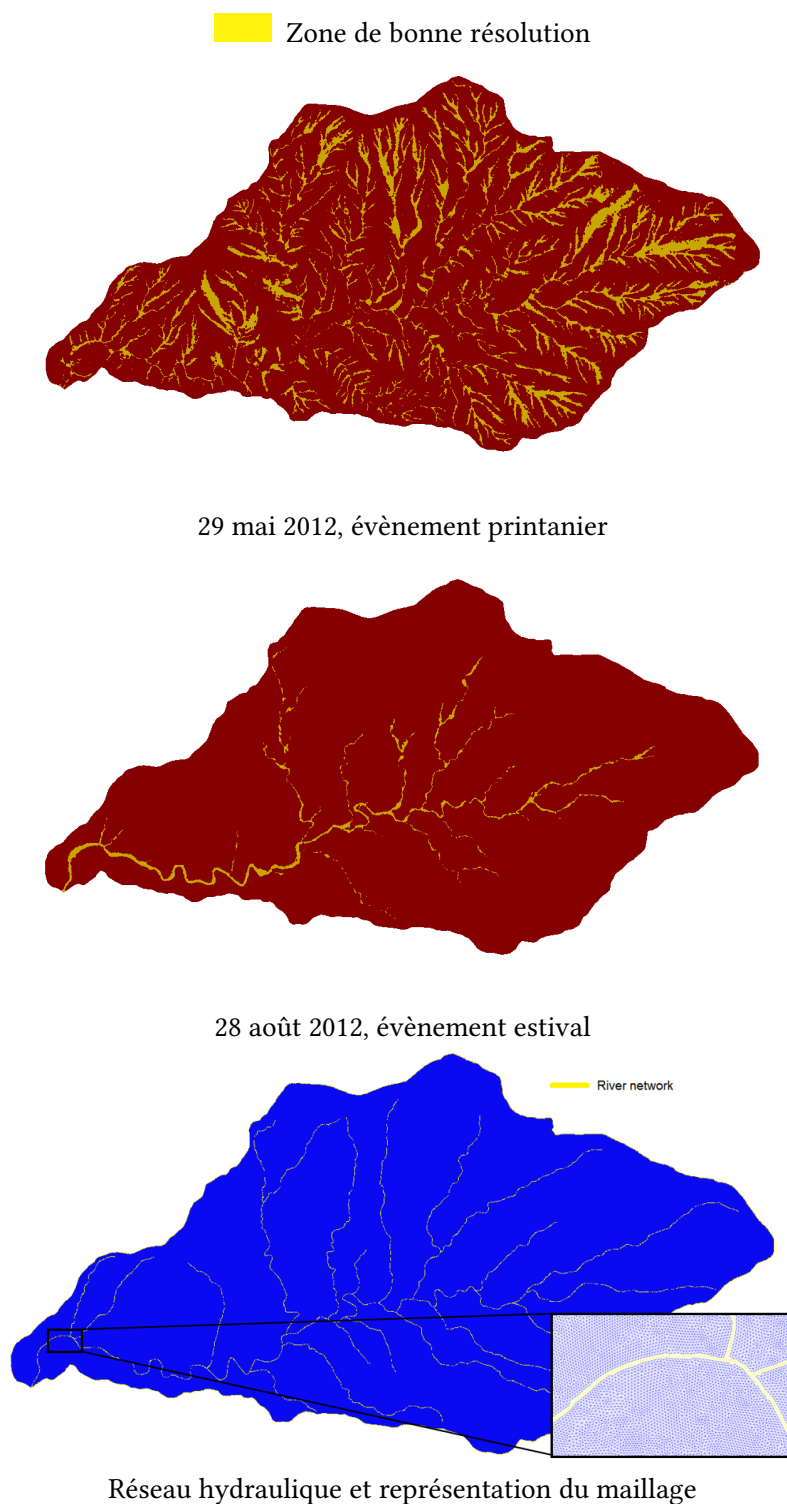 Zone de bonne résolution
29 mai 2012, évènement printanier
28 août 2012, évènement estival
River network
Réseau hydraulique et représentation du maillage